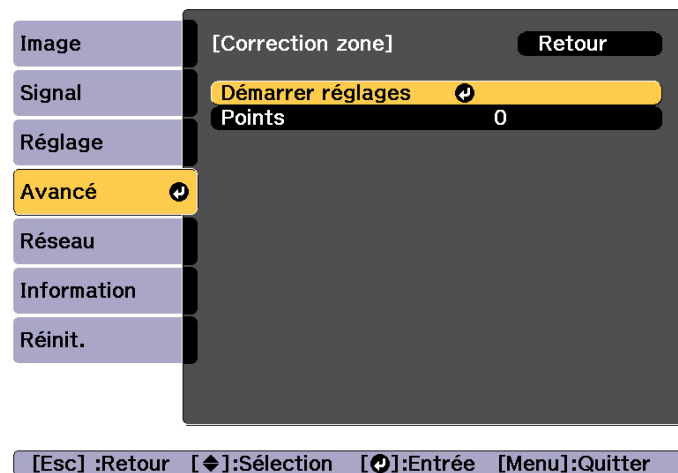 Image
Signal
Réglage
Avancé
Réseau
Information
Réinit.
[Correction zone] Retour
Démarrer réglages
Points 0
[Esc] :Retour [◆]:Sélection [↵]:Entrée [Menu]:Quitter